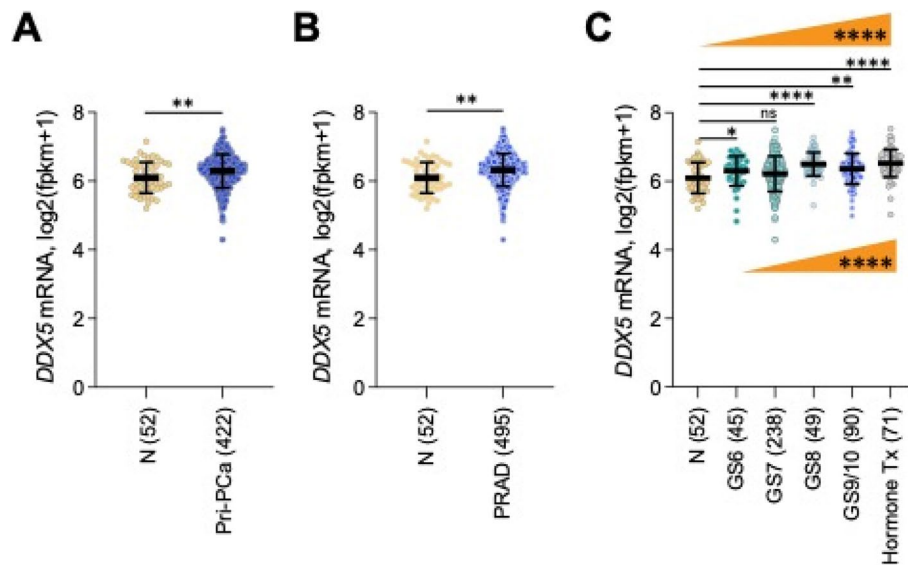 A
B
C
****
****
**
****
ns
*
**
**
****
DDX5 mRNA, log2(fpkm+1)
8
6
4
2
0
N (52)
Pri-PCa (422)
DDX5 mRNA, log2(fpkm+1)
8
6
4
2
0
N (52)
PRAD (495)
DDX5 mRNA, log2(fpkm+1)
8
6
4
2
0
N (52)
GS6 (45)
GS7 (238)
GS8 (49)
GS9/10 (90)
Hormone Tx (71)